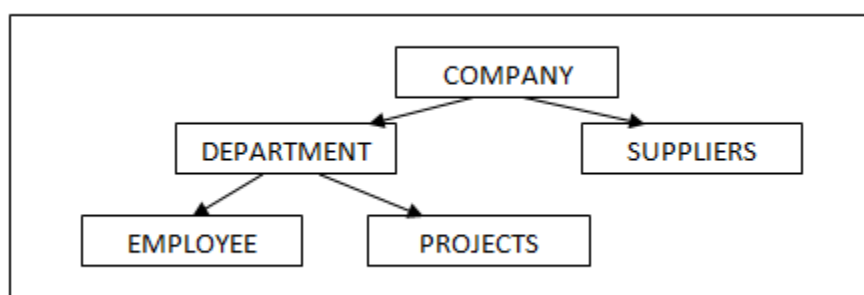 COMPANY
DEPARTMENT
SUPPLIERS
EMPLOYEE
PROJECTS